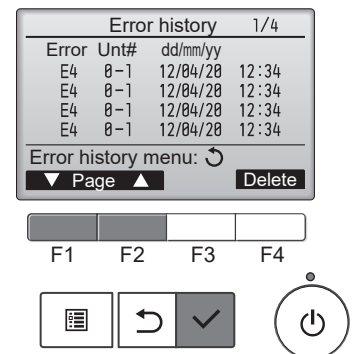 Error history 1/4
Error Unt# dd/mm/yy
E4 0-1 12/04/20 12:34
E4 0-1 12/04/20 12:34
E4 0-1 12/04/20 12:34
E4 0-1 12/04/20 12:34
Error history menu:
▼ Page ▲ Delete
F1 F2 F3 F4